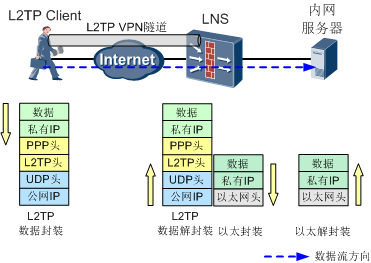 L2TP Client
L2TP VPN隧道
LNS
内网
服务器
Internet
数据
私有IP
PPP头
L2TP头
UDP头
公网IP
L2TP
数据封装
数据
私有IP
PPP头
L2TP头
UDP头
公网IP
L2TP
数据解封装
数据
私有IP
以太网头
以太封装
数据
私有IP
以太网头
以太解封装
数据流方向